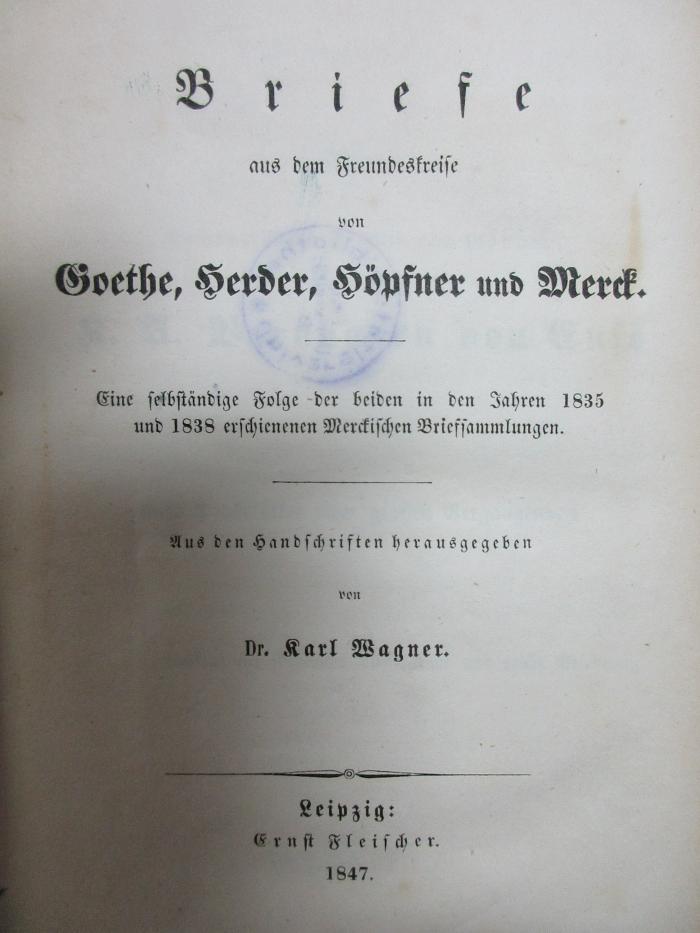 Briefe
aus dem Freundeskreise
von
Goethe, Herder, Höpfner und Merck.
Eine selbständige Folge der beiden in den Jahren 1835
und 1838 erschienenen Merckischen Briefsammlungen.
Aus den Handschriften herausgegeben
von
Dr. Karl Wagner.
Leipzig:
Ernst Fleischer.
1847.